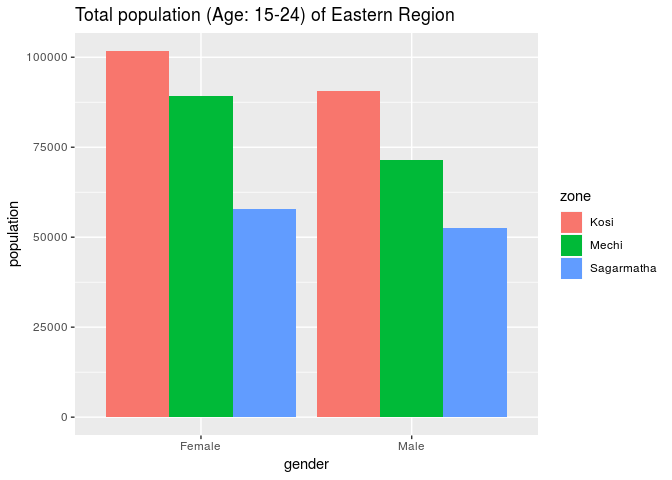 Total population (Age: 15-24) of Eastern Region
100000
75000
50000
25000
0
population
Female
Male
gender
zone
Kosi
Mechi
Sagarmatha